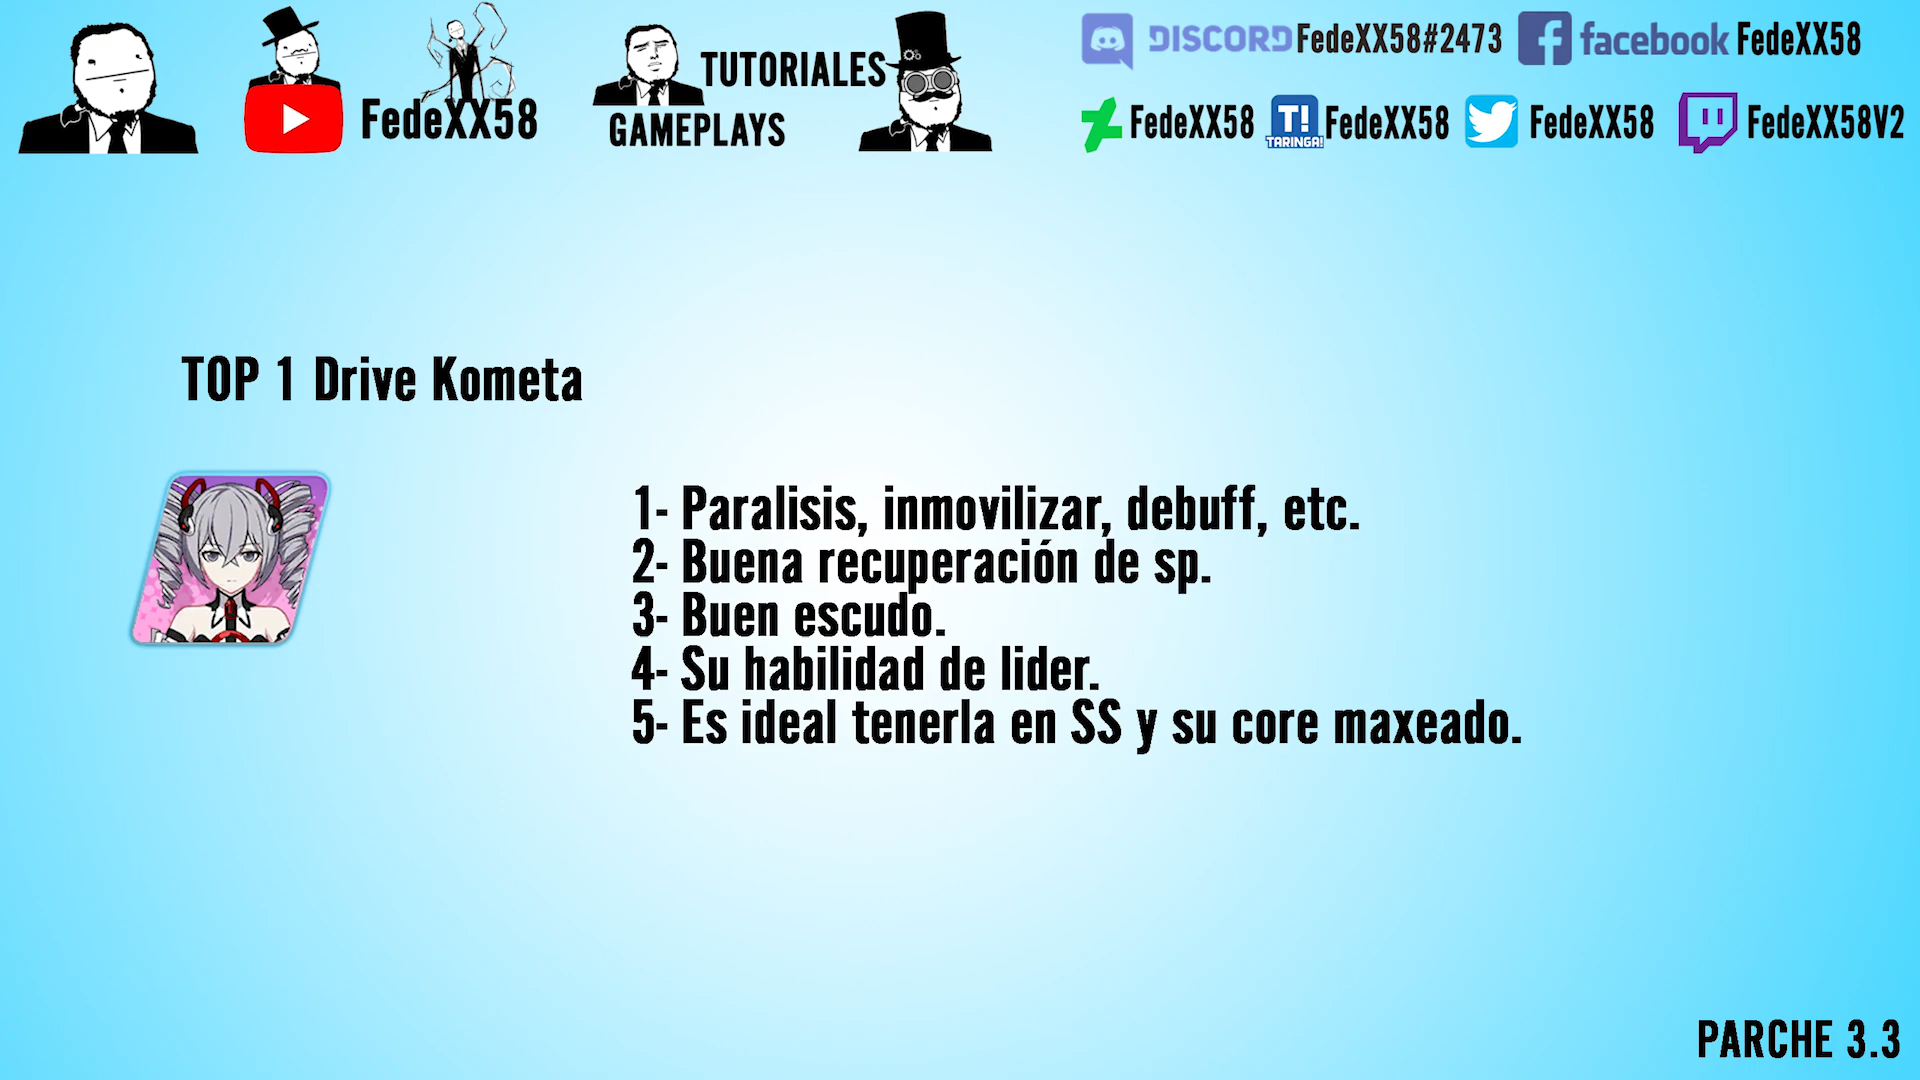 DISCORD FedeXX58#2473 facebook FedeXX58
FedeXX58
TUTORIALES
GAMEPLAYS
FedeXX58 T! TARINGA! FedeXX58 FedeXX58 FedeXX58V2
TOP 1 Drive Kometa
1- Paralisis, inmovilizar, debuff, etc.
2- Buena recuperación de sp.
3- Buen escudo.
4- Su habilidad de lider.
5- Es ideal tenerla en SS y su core maxeado.
PARCHE 3.3